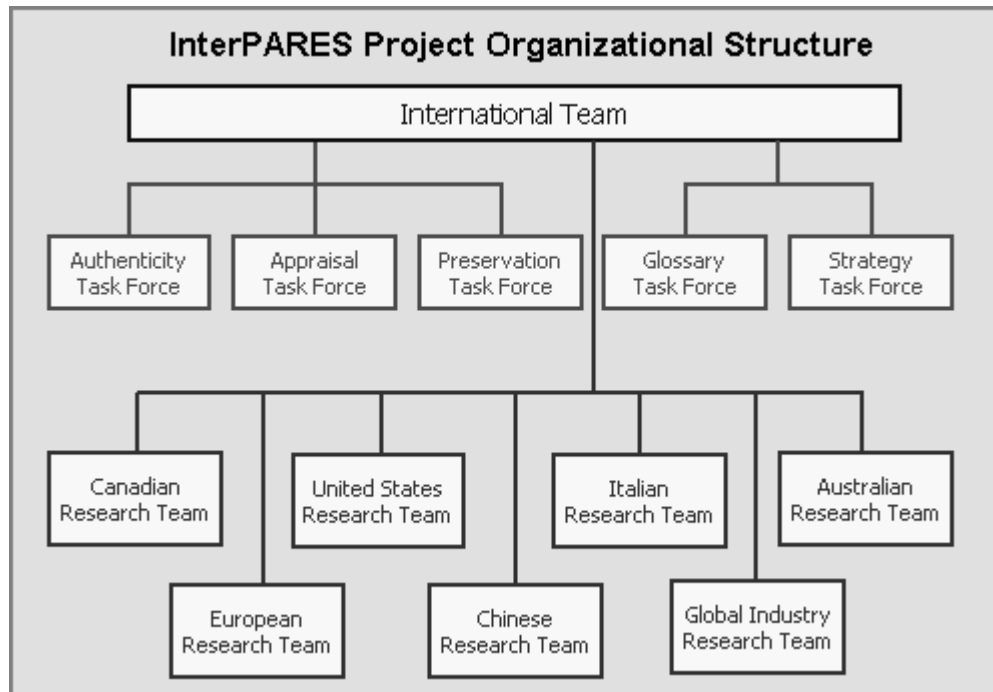 InterPARES Project Organizational Structure
International Team
Authenticity
Task Force
Appraisal
Task Force
Preservation
Task Force
Glossary
Task Force
Strategy
Task Force
Canadian
Research Team
United States
Research Team
Italian
Research Team
Australian
Research Team
European
Research Team
Chinese
Research Team
Global Industry
Research Team